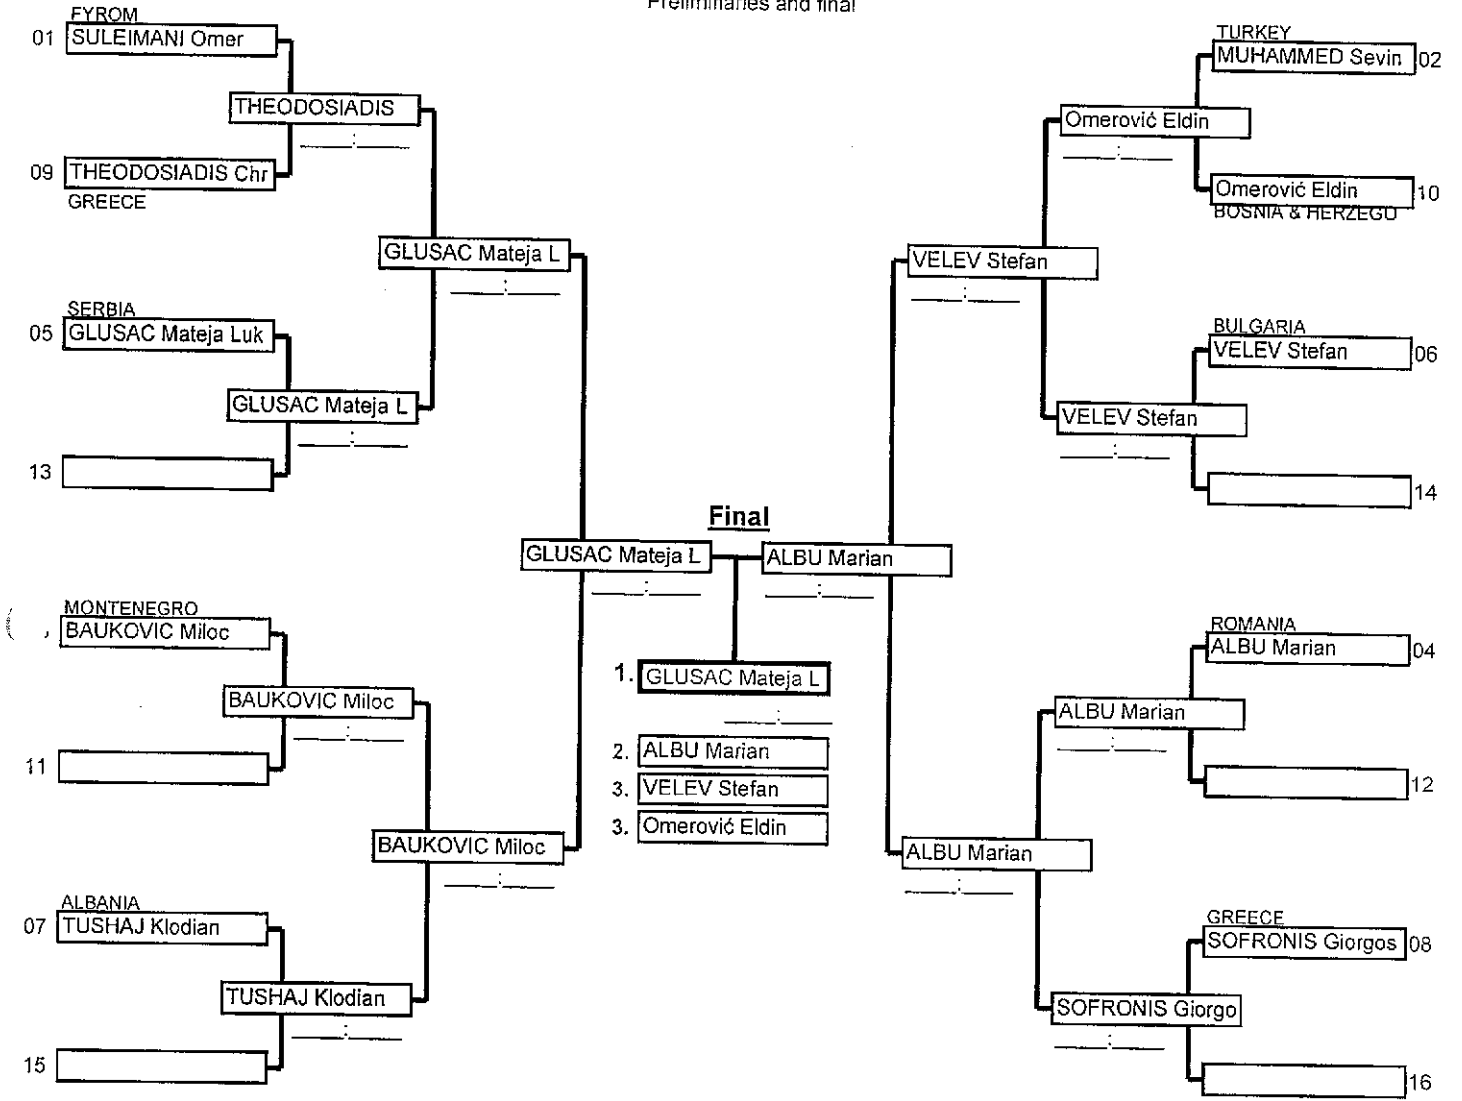 Preliminaries and final
FYROM
01 SULEIMANI Omer
THEODOSIADIS
09 THEODOSIADIS Chr
GREECE
GLUSAC Mateja L
SERBIA
05 GLUSAC Mateja Luk
GLUSAC Mateja L
13
GLUSAC Mateja L
MONTENEGRO
BAUKOVIC Miloc
BAUKOVIC Miloc
11
BAUKOVIC Miloc
ALBANIA
07 TUSHAJ Klodian
TUSHAJ Klodian
15
Final
1. GLUSAC Mateja L
2. ALBU Marian
3. VELEV Stefan
3. Omerović Eldin
TURKEY
MUHAMMED Sevin 02
Omerović Eldin
Omerović Eldin 10
BOSNIA & HERZEGO
VELEV Stefan
BULGARIA
VELEV Stefan 06
VELEV Stefan
14
ALBU Marian
ROMANIA
ALBU Marian 04
ALBU Marian
12
ALBU Marian
GREECE
SOFRONIS Giorgos 08
SOFRONIS Giorgo
16